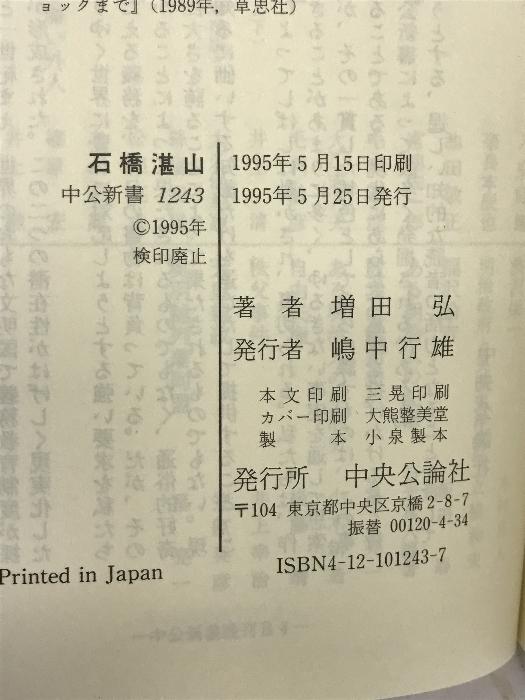 ョックまで』(1989年, 草思社)
石橋湛山
中公新書 1243
©1995年
検印廃止
1995年5月15日印刷
1995年5月25日発行
著者 増田 弘
発行者 嶋中行雄
本文印刷 三晃印刷
カバー印刷 大熊整美堂
製本 小泉製本
発行所 中央公論社
〒104 東京都中央区京橋2-8-7
振替 00120-4-34
ISBN4-12-101243-7
Printed in Japan